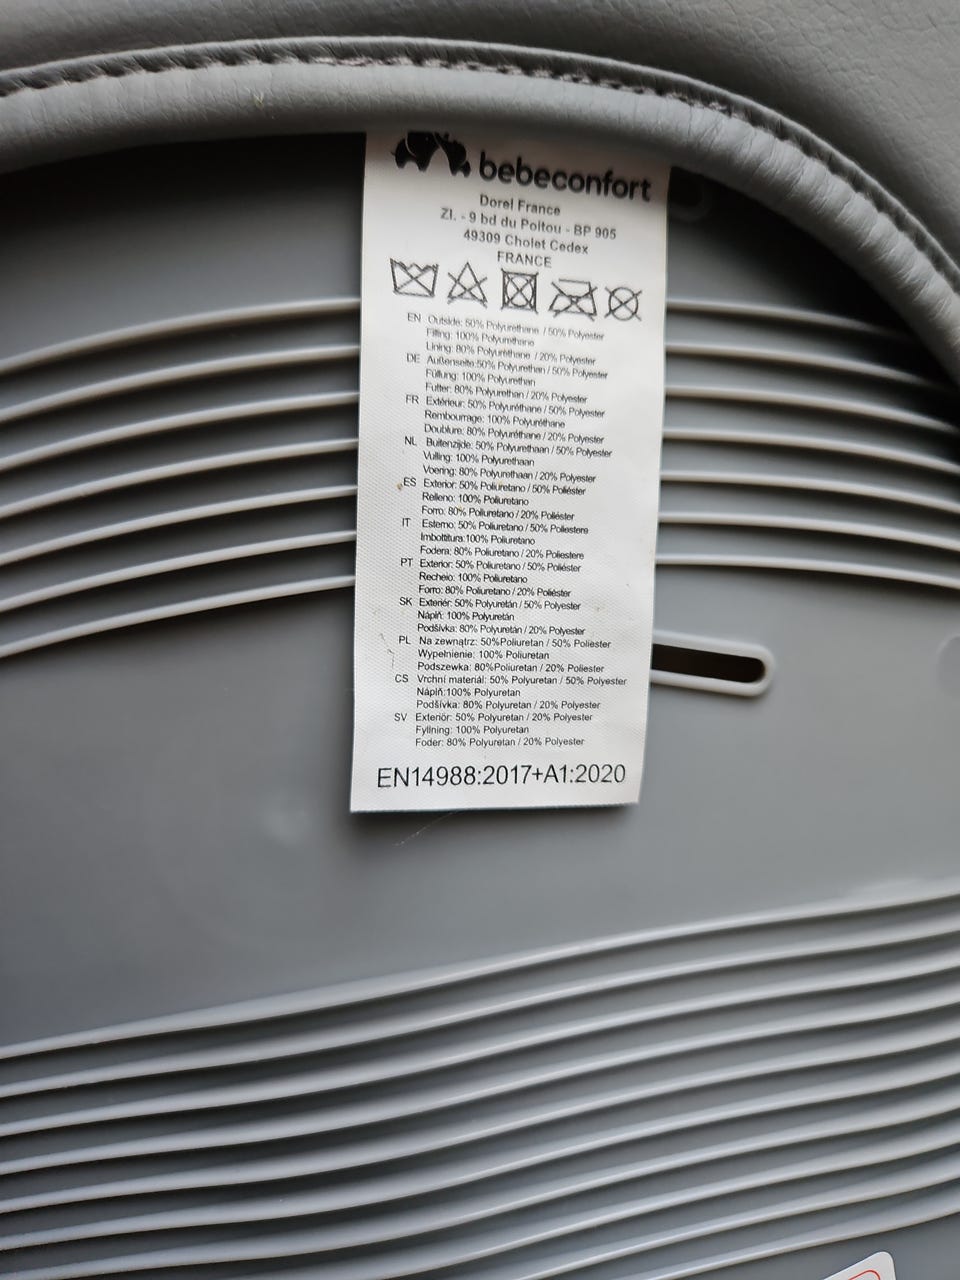 bebeconfort
Dorel France
ZI. - 9 bd du Poitou - BP 905
49309 Cholet Cedex
FRANCE
EN Outside: 50% Polyurethane / 50% Polyester
Filling: 100% Polyurethane
Lining: 80% Polyurethane / 20% Polyester
DE Außenseite:50% Polyurethan / 50% Polyester
Füllung: 100% Polyurethan
Futter: 80% Polyurethan / 20% Polyester
FR Extérieur: 50% Polyuréthane / 50% Polyester
Rembourrage: 100% Polyuréthane
Doublure: 80% Polyuréthane / 20% Polyester
NL Buitenzijde: 50% Polyurethaan / 50% Polyester
Vulling: 100% Polyurethaan
Voering: 80% Polyurethaan / 20% Polyester
ES Exterior: 50% Poliuretano / 50% Poliéster
Relleno: 100% Poliuretano
Forro: 80% Poliuretano / 20% Poliéster
IT Esterno: 50% Poliuretano / 50% Poliestere
Imbottitura:100% Poliuretano
Fodera: 80% Poliuretano / 20% Poliestere
PT Exterior: 50% Poliuretano / 50% Poliéster
Recheio: 100% Poliuretano
Forro: 80% Poliuretano / 20% Poliéster
SK Exteriér: 50% Polyuretán / 50% Polyester
Náplň: 100% Polyuretán
Podšívka: 80% Polyuretán / 20% Polyester
PL Na zewnątrz: 50%Poliuretan / 50% Poliester
Wypełnienie: 100% Poliuretan
Podszewka: 80%Poliuretan / 20% Poliester
CS Vrchní materiál: 50% Polyuretan / 50% Polyester
Náplň:100% Polyuretan
Podšívka: 80% Polyuretan / 20% Polyester
SV Exteriör: 50% Polyuretan / 20% Polyester
Fyllning: 100% Polyuretan
Foder: 80% Polyuretan / 20% Polyester
EN14988:2017+A1:2020